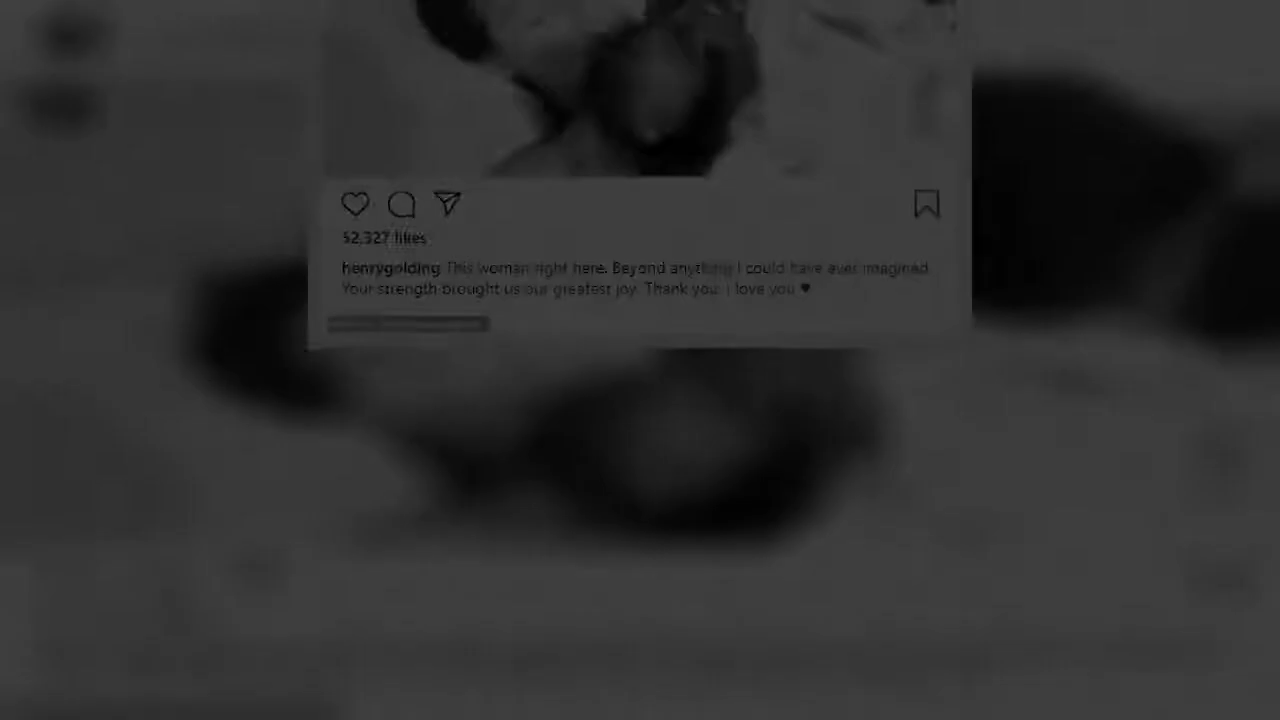 52,327 likes
henrygolding This woman right here. Beyond anything I could have ever imagined.
Your strength brought us our greatest joy. Thank you. I love you ♥